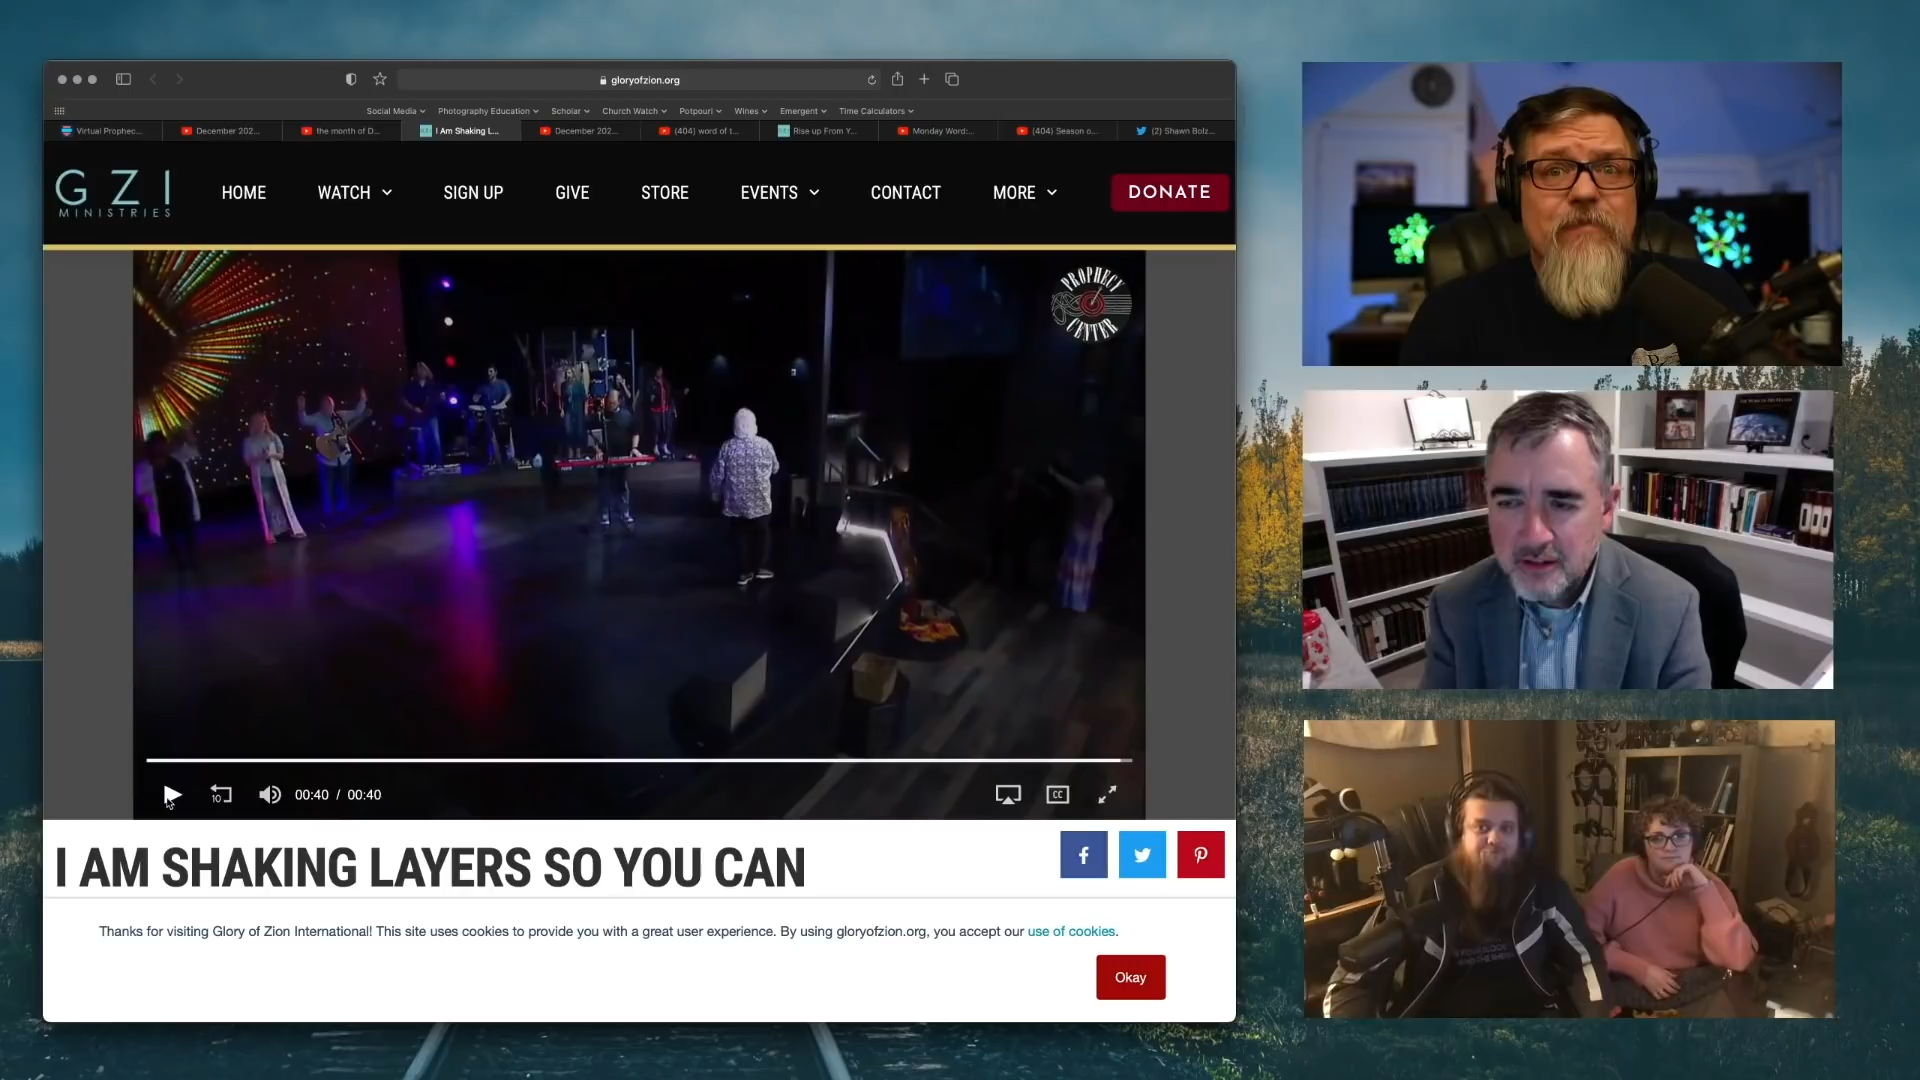 gloryofzion.org
Social Media
Photography Education
Scholar
Church Watch
Potpouri
Wines
Emergent
Time Calculators
Virtual Prophec...
December 202...
the month of D...
I Am Shaking L...
December 202...
(404) word of t...
Rise up From Y...
Monday Word:...
(404) Season o...
(2) Shawn Bolz...
GZI
MINISTRIES
HOME
WATCH
SIGN UP
GIVE
STORE
EVENTS
CONTACT
MORE
DONATE
PROPHECY
CENTER
10
00:40 / 00:40
CC
I AM SHAKING LAYERS SO YOU CAN
Thanks for visiting Glory of Zion International! This site uses cookies to provide you with a great user experience. By using gloryofzion.org, you accept our use of cookies.
Okay